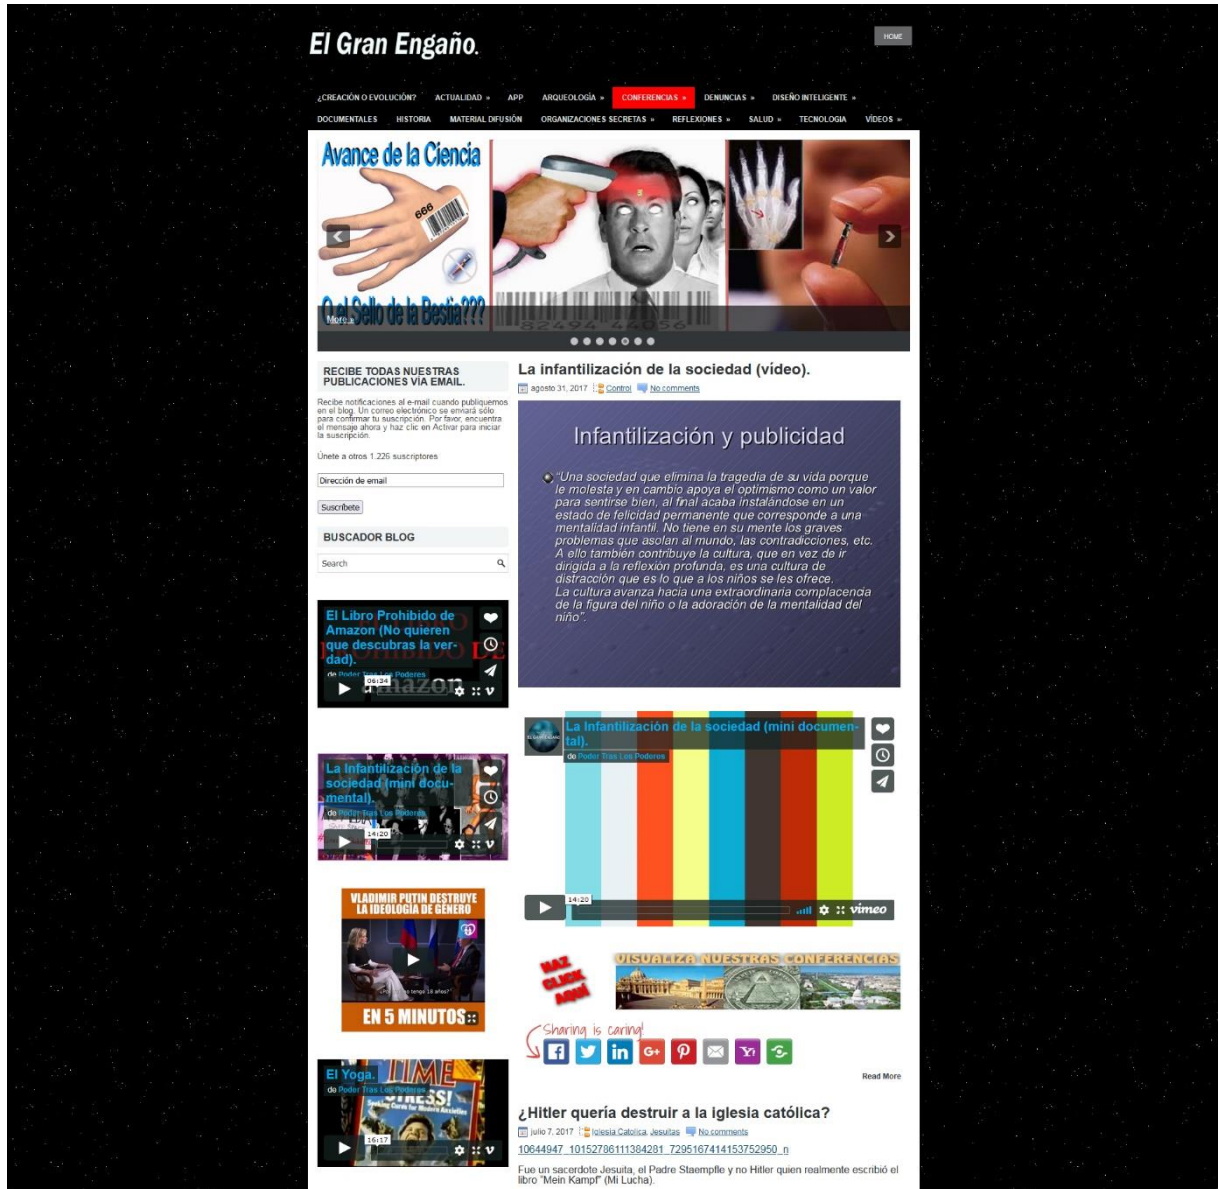 El Gran Engaño.
HOME
¿CREACIÓN O EVOLUCIÓN? ACTUALIDAD » APP ARQUEOLOGÍA » CONFERENCIAS » DENUNCIAS » DISEÑO INTELIGENTE »
DOCUMENTALES HISTORIA MATERIAL DIFUSIÓN ORGANIZACIONES SECRETAS » REFLEXIONES » SALUD » TECNOLOGIA VÍDEOS »
Avance de la Ciencia
666
O el Sello de la Bestia???
More »
82494 44056
RECIBE TODAS NUESTRAS
PUBLICACIONES VÍA EMAIL.
Recibe notificaciones al e-mail cuando publiquemos
en el blog. Un correo electrónico se enviará sólo
para confirmar tu suscripción. Por favor, encuentra
el mensaje ahora y haz clic en Activar para iniciar
la suscripción.
Únete a otros 1.226 suscriptores
Dirección de email
Suscríbete
BUSCADOR BLOG
Search
El Libro Prohibido de
Amazon (No quieren
que descubras la ver-
dad).
de Poder Tras Los Poderes
06:34
amazon
La Infantilización de la
sociedad (mini docu-
mental).
de Poder Tras Los Poderes
14:20
VLADIMIR PUTIN DESTRUYE
LA IDEOLOGÍA DE GÉNERO
EN 5 MINUTOS
El Yoga.
de Poder Tras Los Poderes
TIME
STRESS!
Seeking Cures for Modern Anxieties
16:17
La infantilización de la sociedad (vídeo).
agosto 31, 2017 Control No comments
Infantilización y publicidad
“Una sociedad que elimina la tragedia de su vida porque
le molesta y en cambio apoya el optimismo como un valor
para sentirse bien, al final acaba instalándose en un
estado de felicidad permanente que corresponde a una
mentalidad infantil. No tiene en su mente los graves
problemas que asolan al mundo, las contradicciones, etc.
A ello también contribuye la cultura, que en vez de ir
dirigida a la reflexión profunda, es una cultura de
distracción que es lo que a los niños se les ofrece.
La cultura avanza hacia una extraordinaria complacencia
de la figura del niño o la adoración de la mentalidad del
niño”.
La Infantilización de la sociedad (mini documen-
tal).
de Poder Tras Los Poderes
14:20
vimeo
HAZ
CLICK
AQUÍ
VISUALIZA NUESTRAS CONFERENCIAS
Sharing is caring!
Read More
¿Hitler quería destruir a la iglesia católica?
julio 7, 2017 Iglesia Catolica, Jesuitas No comments
10644947_10152786111384281_7295167414153752950_n
Fue un sacerdote Jesuita, el Padre Staempfle y no Hitler quien realmente escribió el
libro “Mein Kampf” (Mi Lucha).